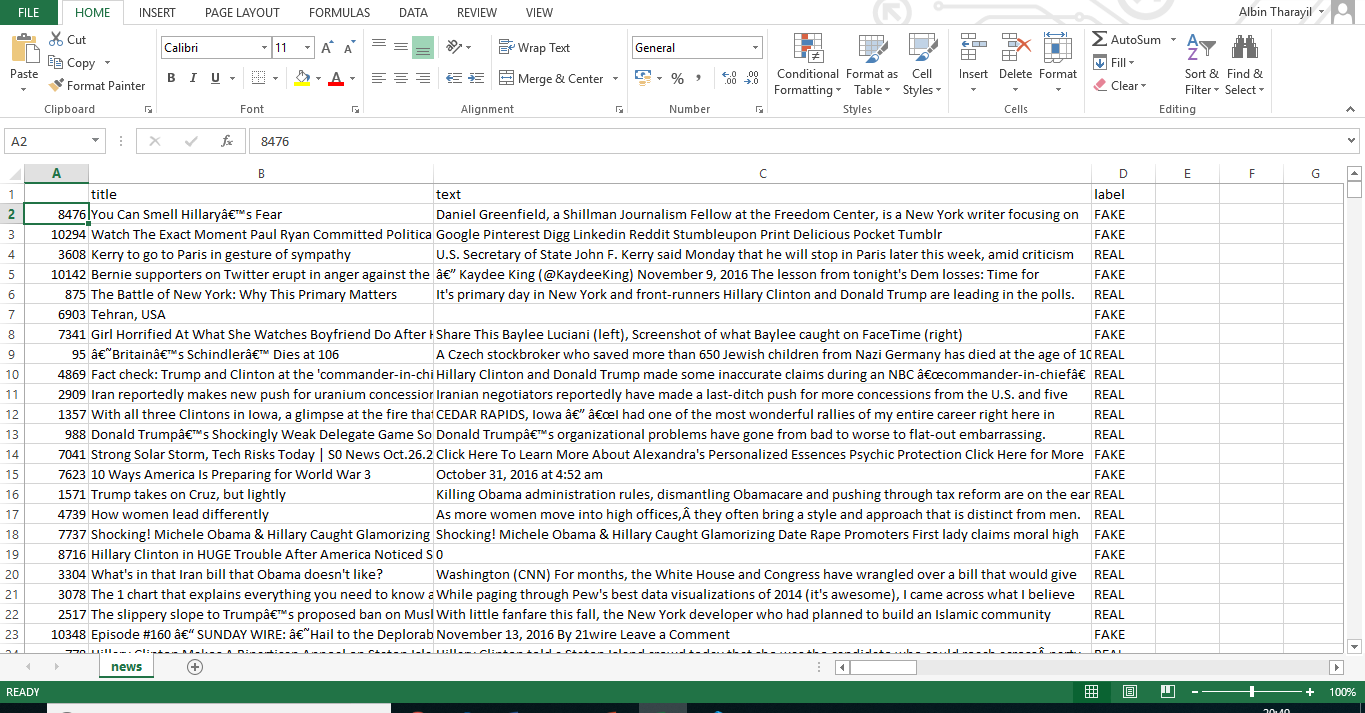 FILE HOME INSERT PAGE LAYOUT FORMULAS DATA REVIEW VIEW Albin Tharayil
Paste Cut Copy Format Painter Clipboard
Calibri 11 B I U Font
Wrap Text Merge & Center Alignment
General % Number
Conditional Formatting Format as Table Cell Styles Styles
Insert Delete Format Cells
AutoSum Fill Clear Sort & Filter Find & Select Editing
A2 fx 8476
A B C D E F G
1 title text label
2 8476 You Can Smell Hillaryâ€™s Fear Daniel Greenfield, a Shillman Journalism Fellow at the Freedom Center, is a New York writer focusing on FAKE
3 10294 Watch The Exact Moment Paul Ryan Committed Politica Google Pinterest Digg Linkedin Reddit Stumbleupon Print Delicious Pocket Tumblr FAKE
4 3608 Kerry to go to Paris in gesture of sympathy U.S. Secretary of State John F. Kerry said Monday that he will stop in Paris later this week, amid criticism REAL
5 10142 Bernie supporters on Twitter erupt in anger against the â€” Kaydee King (@KaydeeKing) November 9, 2016 The lesson from tonight's Dem losses: Time for FAKE
6 875 The Battle of New York: Why This Primary Matters It's primary day in New York and front-runners Hillary Clinton and Donald Trump are leading in the polls. REAL
7 6903 Tehran, USA FAKE
8 7341 Girl Horrified At What She Watches Boyfriend Do After Share This Baylee Luciani (left), Screenshot of what Baylee caught on FaceTime (right) FAKE
9 95 â€˜Britainâ€™s Schindlerâ€™ Dies at 106 A Czech stockbroker who saved more than 650 Jewish children from Nazi Germany has died at the age of 10 REAL
10 4869 Fact check: Trump and Clinton at the 'commander-in-chi Hillary Clinton and Donald Trump made some inaccurate claims during an NBC â€œcommander-in-chiefâ€ REAL
11 2909 Iran reportedly makes new push for uranium concession Iranian negotiators reportedly have made a last-ditch push for more concessions from the U.S. and five REAL
12 1357 With all three Clintons in Iowa, a glimpse at the fire tha CEDAR RAPIDS, Iowa â€” â€œI had one of the most wonderful rallies of my entire career right here in REAL
13 988 Donald Trumpâ€™s Shockingly Weak Delegate Game So Donald Trumpâ€™s organizational problems have gone from bad to worse to flat-out embarrassing. REAL
14 7041 Strong Solar Storm, Tech Risks Today | S0 News Oct.26.2 Click Here To Learn More About Alexandra's Personalized Essences Psychic Protection Click Here for More FAKE
15 7623 10 Ways America Is Preparing for World War 3 October 31, 2016 at 4:52 am FAKE
16 1571 Trump takes on Cruz, but lightly Killing Obama administration rules, dismantling Obamacare and pushing through tax reform are on the ear REAL
17 4739 How women lead differently As more women move into high offices,Â they often bring a style and approach that is distinct from men. REAL
18 7737 Shocking! Michele Obama & Hillary Caught Glamorizing Shocking! Michele Obama & Hillary Caught Glamorizing Date Rape Promoters First lady claims moral high FAKE
19 8716 Hillary Clinton in HUGE Trouble After America Noticed S 0 FAKE
20 3304 What's in that Iran bill that Obama doesn't like? Washington (CNN) For months, the White House and Congress have wrangled over a bill that would give REAL
21 3078 The 1 chart that explains everything you need to know a While paging through Pew's best data visualizations of 2014 (it's awesome), I came across what I believe REAL
22 2517 The slippery slope to Trumpâ€™s proposed ban on Musl With little fanfare this fall, the New York developer who had planned to build an Islamic community REAL
23 10348 Episode #160 â€“ SUNDAY WIRE: â€˜Hail to the Deplorab November 13, 2016 By 21wire Leave a Comment FAKE
news
READY 100%